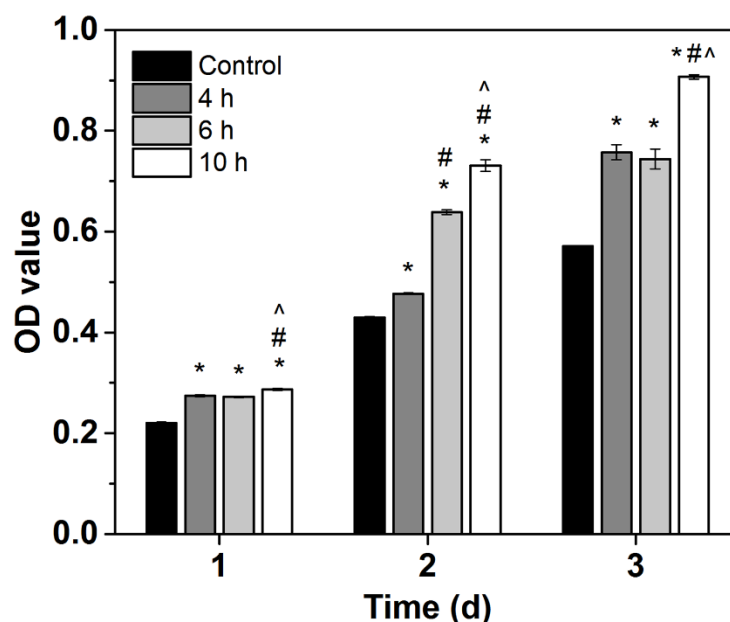 OD value
1.0
0.8
0.6
0.4
0.2
0.0
Control
4 h
6 h
10 h
* * ^ # *
* # * ^ # *
* * * # ^
1 2 3
Time (d)